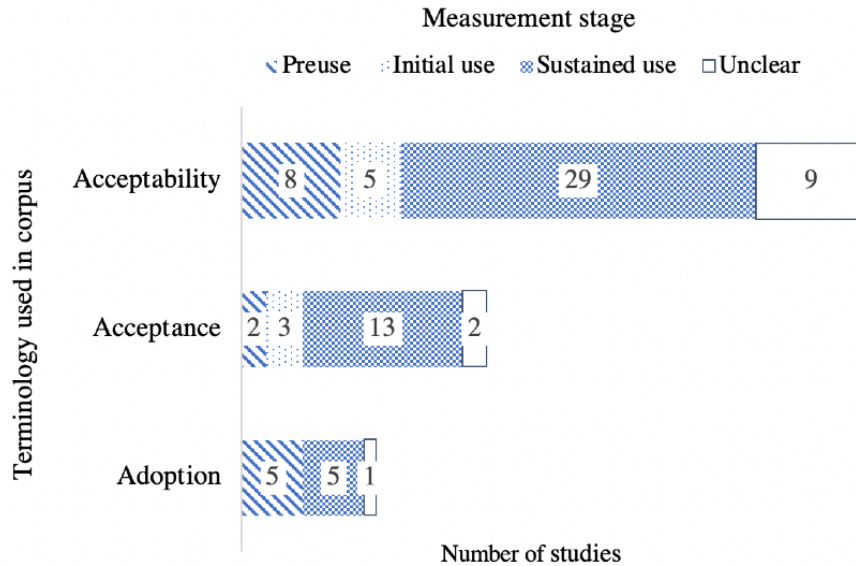 Measurement stage
Preuse Initial use Sustained use Unclear
Terminology used in corpus
Acceptability 8 5 29 9
Acceptance 2 3 13 2
Adoption 5 5 1
Number of studies